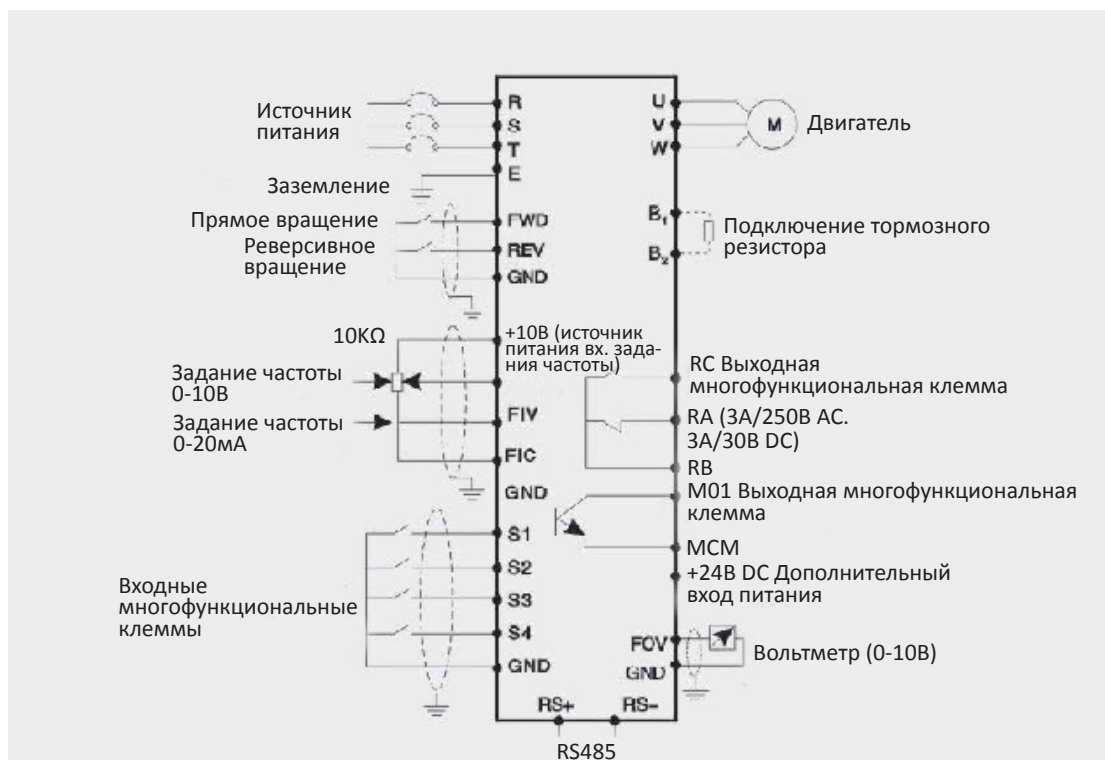 Источник
питания
Заземление
Прямое вращение
Реверсивное
вращение
10KΩ
Задание частоты
0-10В
Задание частоты
0-20мА
Входные
многофункциональные
клеммы
R
S
T
E
FWD
REV
GND
+10В (источник
питания вх. зада-
ния частоты)
FIV
FIC
GND
S1
S2
S3
S4
GND
RS+
RS–
RS485
U
V
W
M
Двигатель
B1
B2
Подключение тормозного
резистора
RC Выходная
многофункциональная клемма
RA (3А/250В AC.
3А/30В DC)
RB
M01 Выходная многофункциональная
клемма
MCM
+24В DC Дополнительный
вход питания
FOV
GND
Вольтметр (0-10В)